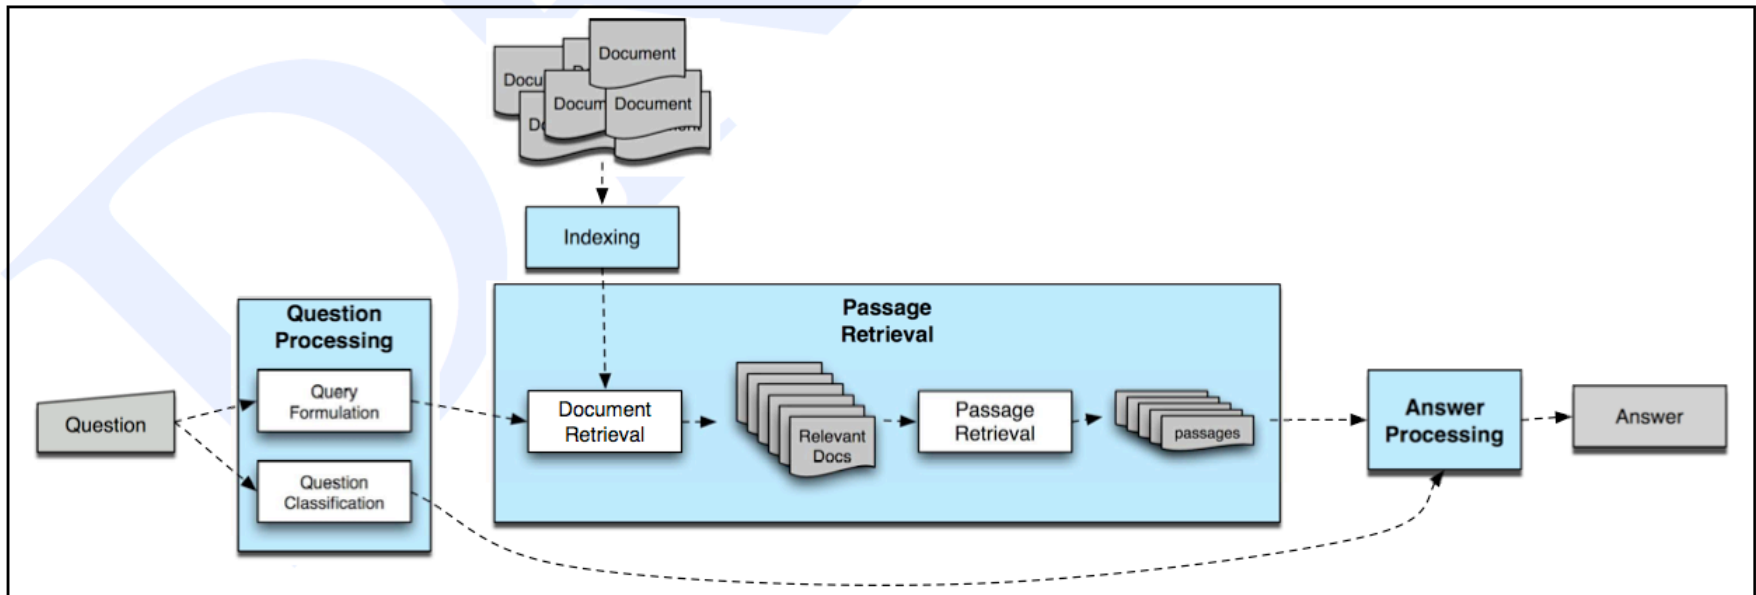 Document
Docu
D
Docum
Document
Do
Indexing
Passage
Retrieval
Question
Processing
Query
Formulation
Question
Classification
Question
Document
Retrieval
Relevant
Docs
Passage
Retrieval
passages
Answer
Processing
Answer